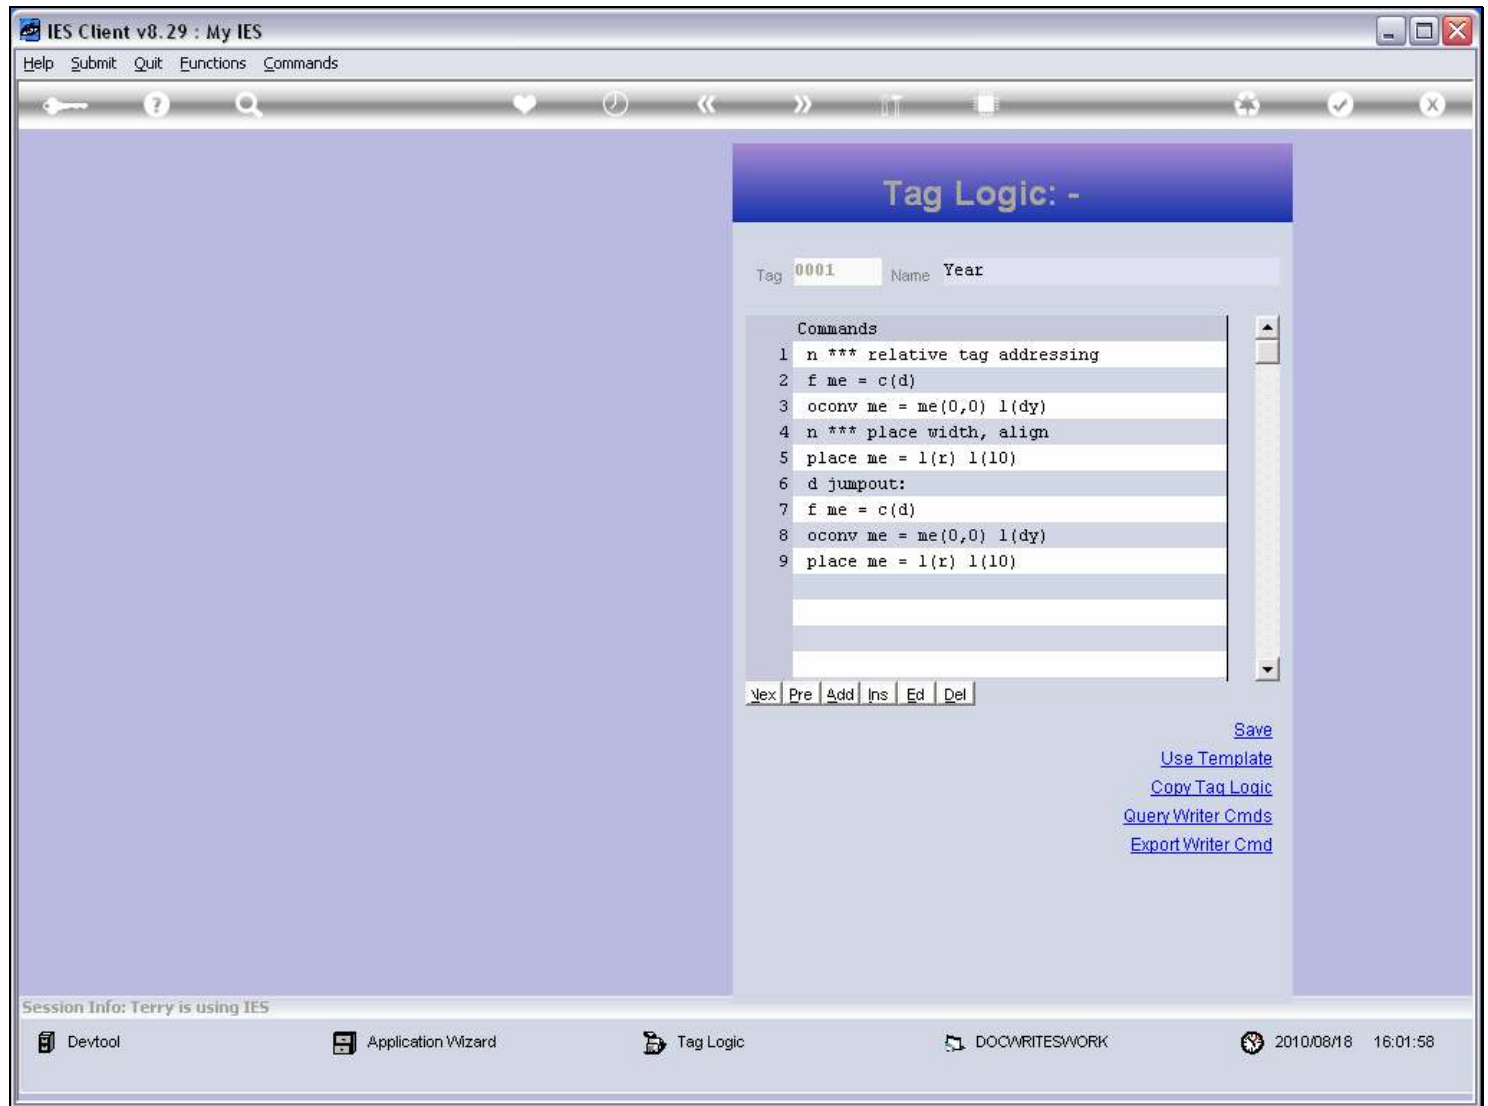 IES Client v8.29 : My IES
Help Submit Quit Functions Commands
Tag Logic: -
Tag 0001 Name Year
Commands
1 n *** relative tag addressing
2 f me = c(d)
3 oconv me = me(0,0) l(dy)
4 n *** place width, align
5 place me = l(r) l(10)
6 d jumpout:
7 f me = c(d)
8 oconv me = me(0,0) l(dy)
9 place me = l(r) l(10)
Nex Pre Add Ins Ed Del
Save
Use Template
Copy Tag Logic
Query Writer Cmds
Export Writer Cmd
Session Info: Terry is using IES
Devtool Application Wizard Tag Logic DOCWRITESWORK 2010/08/18 16:01:58